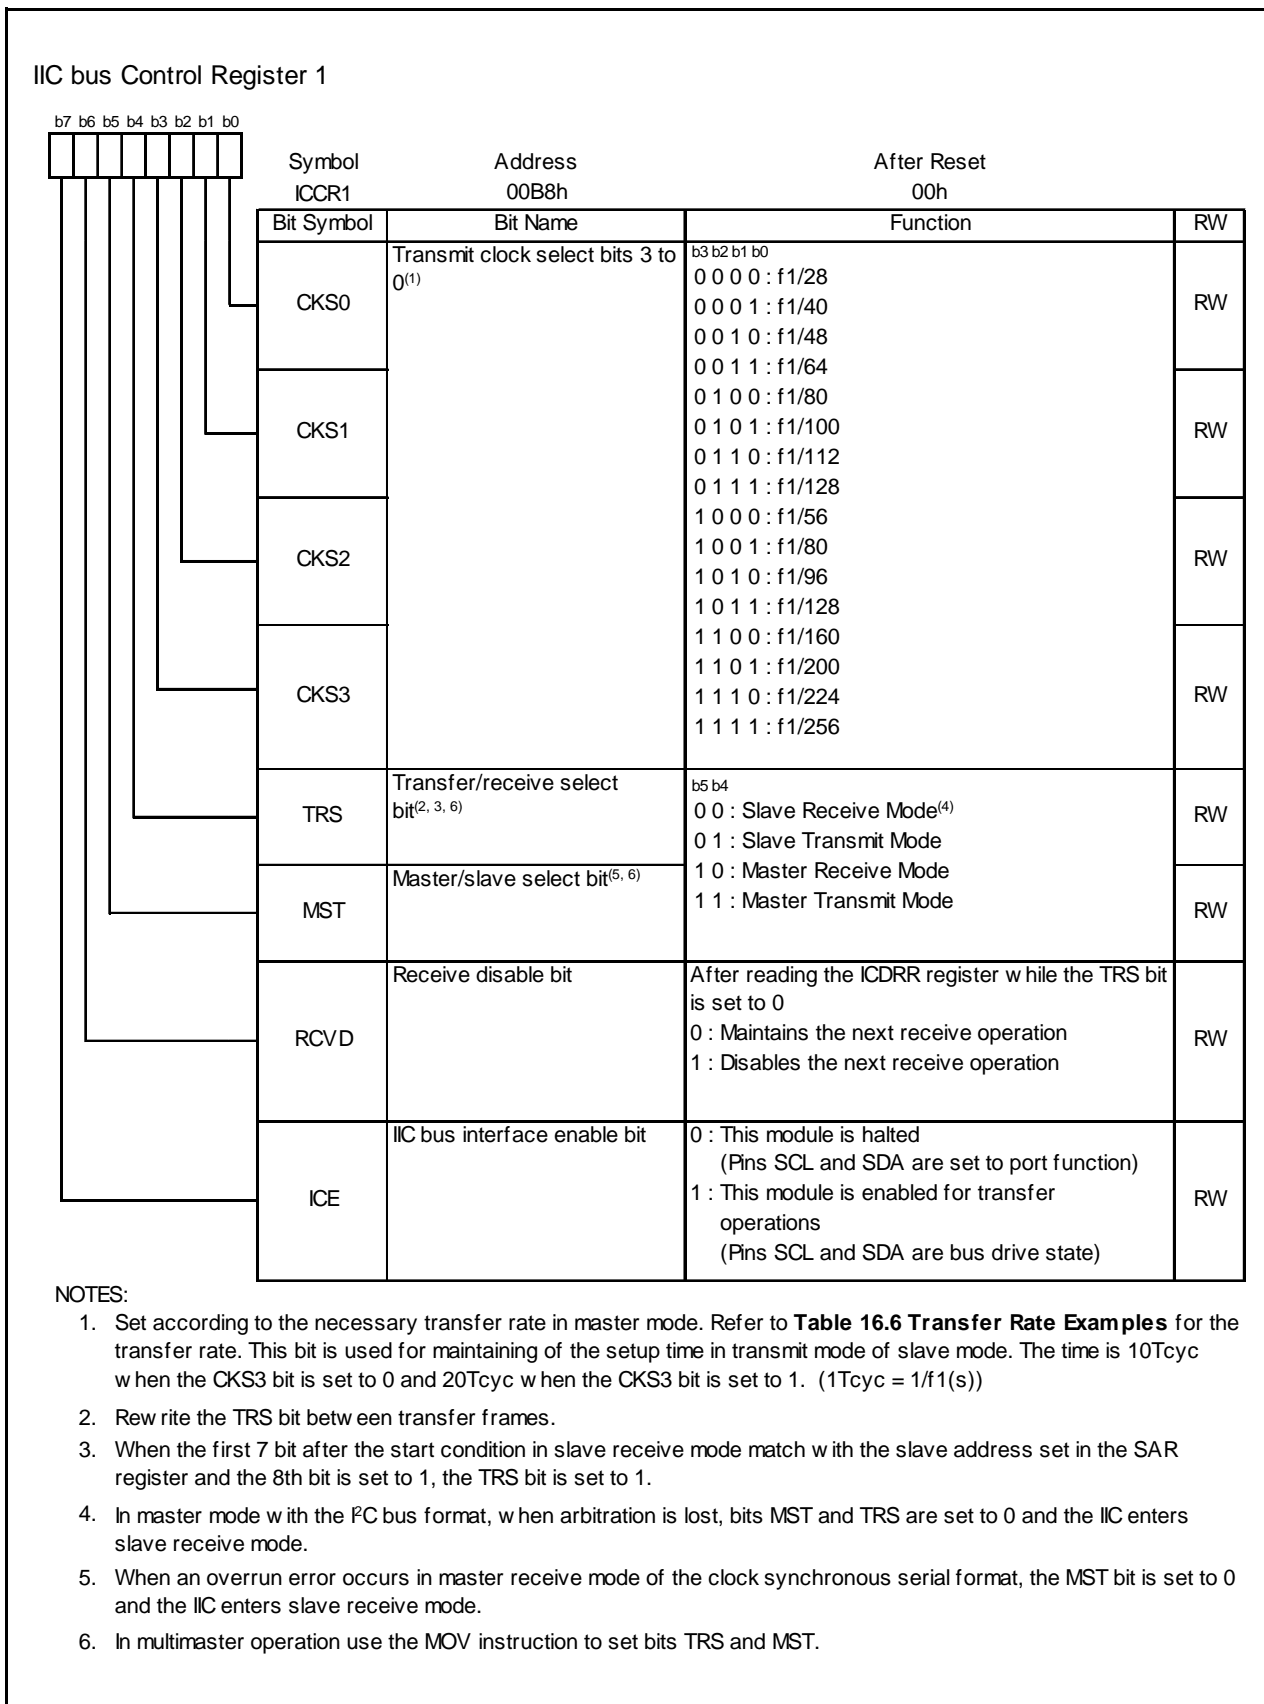 IIC bus Control Register 1
b7 b6 b5 b4 b3 b2 b1 b0
Symbol Address After Reset
ICCR1 00B8h 00h
Bit Symbol Bit Name Function RW
CKS0 Transmit clock select bits 3 to
0(1)
b3 b2 b1 b0
0 0 0 0 : f1/28
0 0 0 1 : f1/40
0 0 1 0 : f1/48
0 0 1 1 : f1/64
0 1 0 0 : f1/80
0 1 0 1 : f1/100
0 1 1 0 : f1/112
0 1 1 1 : f1/128
1 0 0 0 : f1/56
1 0 0 1 : f1/80
1 0 1 0 : f1/96
1 0 1 1 : f1/128
1 1 0 0 : f1/160
1 1 0 1 : f1/200
1 1 1 0 : f1/224
1 1 1 1 : f1/256
RW
CKS1 RW
CKS2 RW
CKS3 RW
TRS Transfer/receive select
bit(2, 3, 6)
b5 b4
0 0 : Slave Receive Mode(4)
0 1 : Slave Transmit Mode
1 0 : Master Receive Mode
1 1 : Master Transmit Mode
RW
MST Master/slave select bit(5, 6) RW
RCVD Receive disable bit
After reading the ICDRR register while the TRS bit
is set to 0
0 : Maintains the next receive operation
1 : Disables the next receive operation
RW
ICE IIC bus interface enable bit
0 : This module is halted
(Pins SCL and SDA are set to port function)
1 : This module is enabled for transfer
operations
(Pins SCL and SDA are bus drive state)
RW
NOTES:
1. Set according to the necessary transfer rate in master mode. Refer to Table 16.6 Transfer Rate Examples for the
transfer rate. This bit is used for maintaining of the setup time in transmit mode of slave mode. The time is 10Tcyc
when the CKS3 bit is set to 0 and 20Tcyc when the CKS3 bit is set to 1. (1Tcyc = 1/f1(s))
2. Rewrite the TRS bit between transfer frames.
3. When the first 7 bit after the start condition in slave receive mode match with the slave address set in the SAR
register and the 8th bit is set to 1, the TRS bit is set to 1.
4. In master mode with the I²C bus format, when arbitration is lost, bits MST and TRS are set to 0 and the IIC enters
slave receive mode.
5. When an overrun error occurs in master receive mode of the clock synchronous serial format, the MST bit is set to 0
and the IIC enters slave receive mode.
6. In multimaster operation use the MOV instruction to set bits TRS and MST.